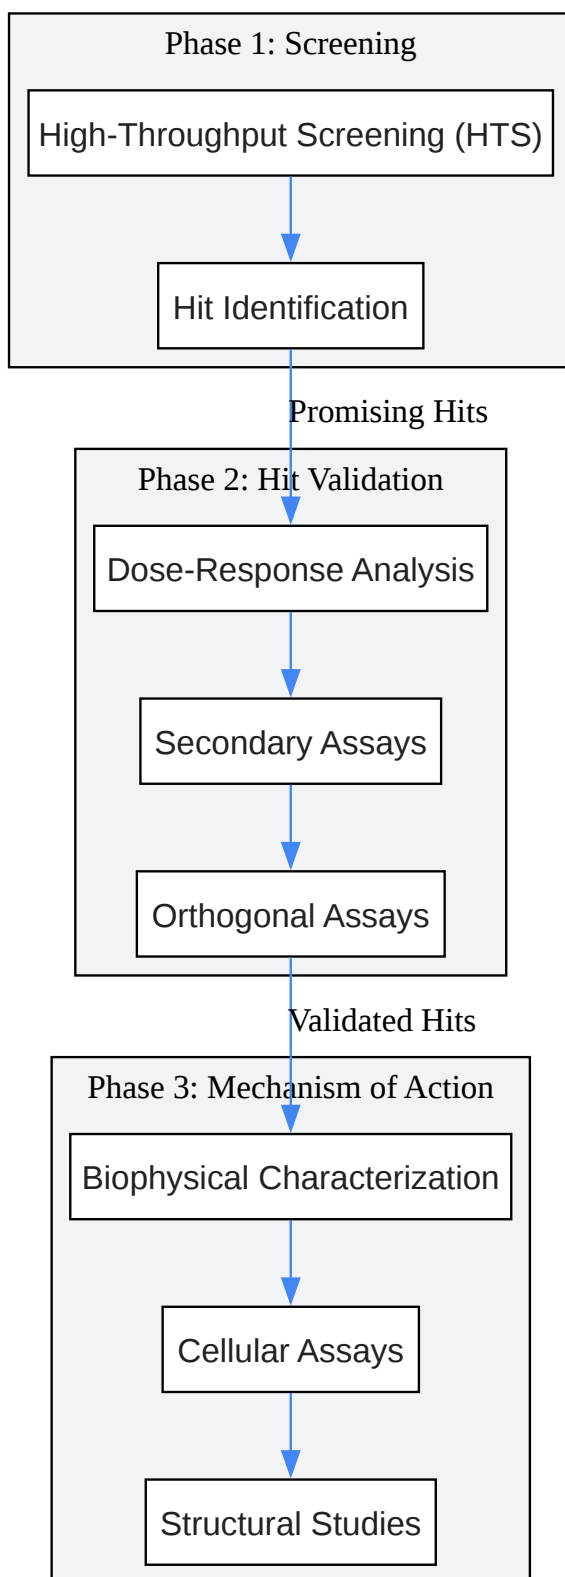 Phase 1: Screening
High-Throughput Screening (HTS)
Hit Identification
Promising Hits
Phase 2: Hit Validation
Dose-Response Analysis
Secondary Assays
Orthogonal Assays
Validated Hits
Phase 3: Mechanism of Action
Biophysical Characterization
Cellular Assays
Structural Studies